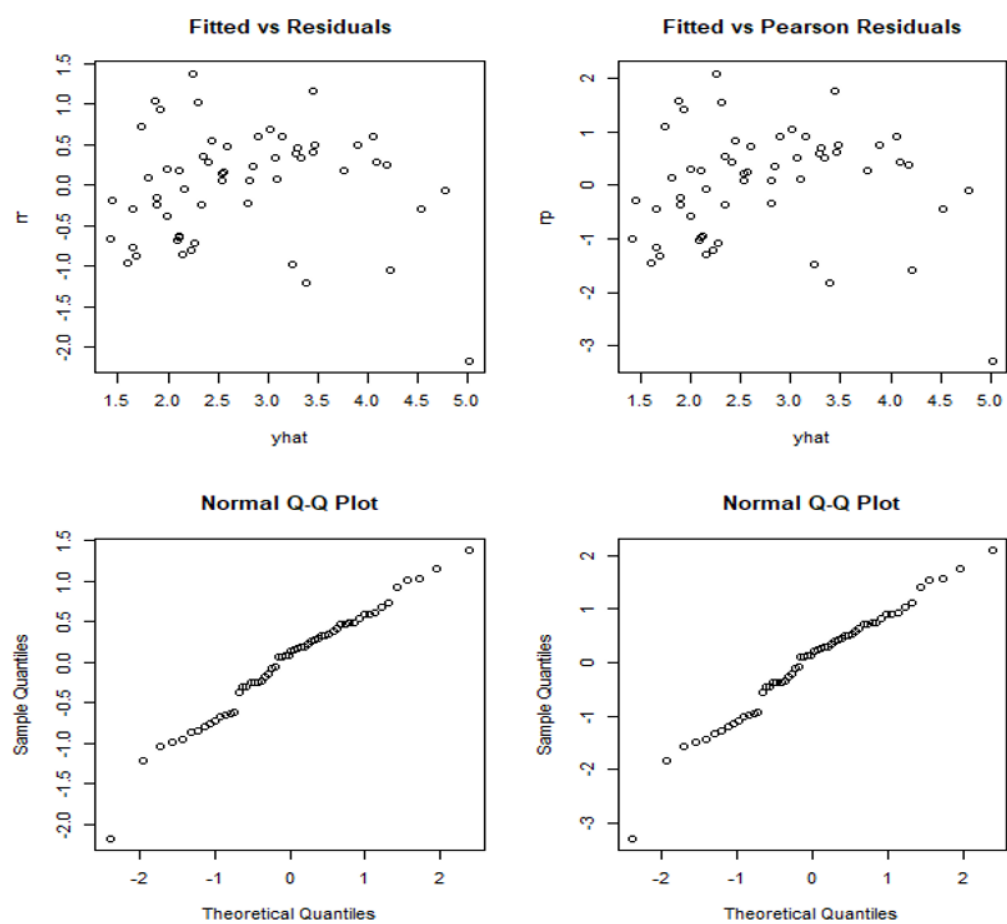 Fitted vs Residuals
Fitted vs Pearson Residuals
rr
1.5
1.0
0.5
0.0
-0.5
-1.0
-1.5
-2.0
1.5 2.0 2.5 3.0 3.5 4.0 4.5 5.0
yhat
rp
2
1
0
-1
-2
-3
1.5 2.0 2.5 3.0 3.5 4.0 4.5 5.0
yhat
Normal Q-Q Plot
Normal Q-Q Plot
Sample Quantiles
1.5
1.0
0.5
0.0
-0.5
-1.0
-1.5
-2.0
-2 -1 0 1 2
Theoretical Quantiles
Sample Quantiles
2
1
0
-1
-2
-3
-2 -1 0 1 2
Theoretical Quantiles